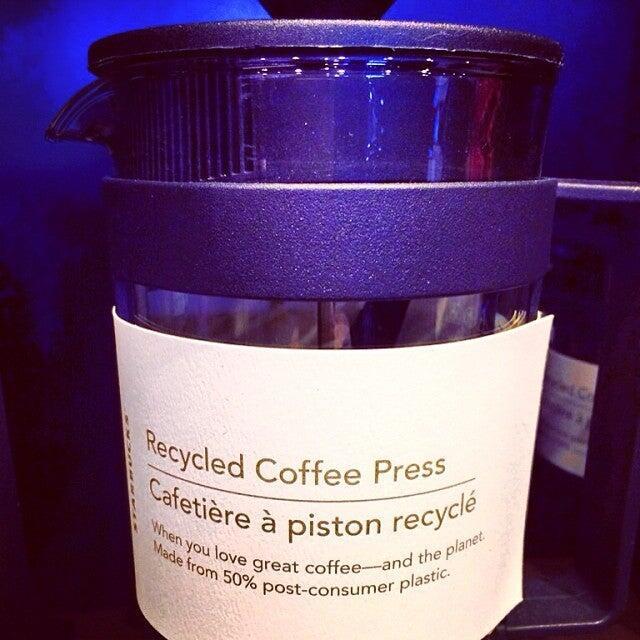 STARBUCKS
Recycled Coffee Press
Cafetière à piston recyclé
When you love great coffee—and the planet.
Made from 50% post-consumer plastic.